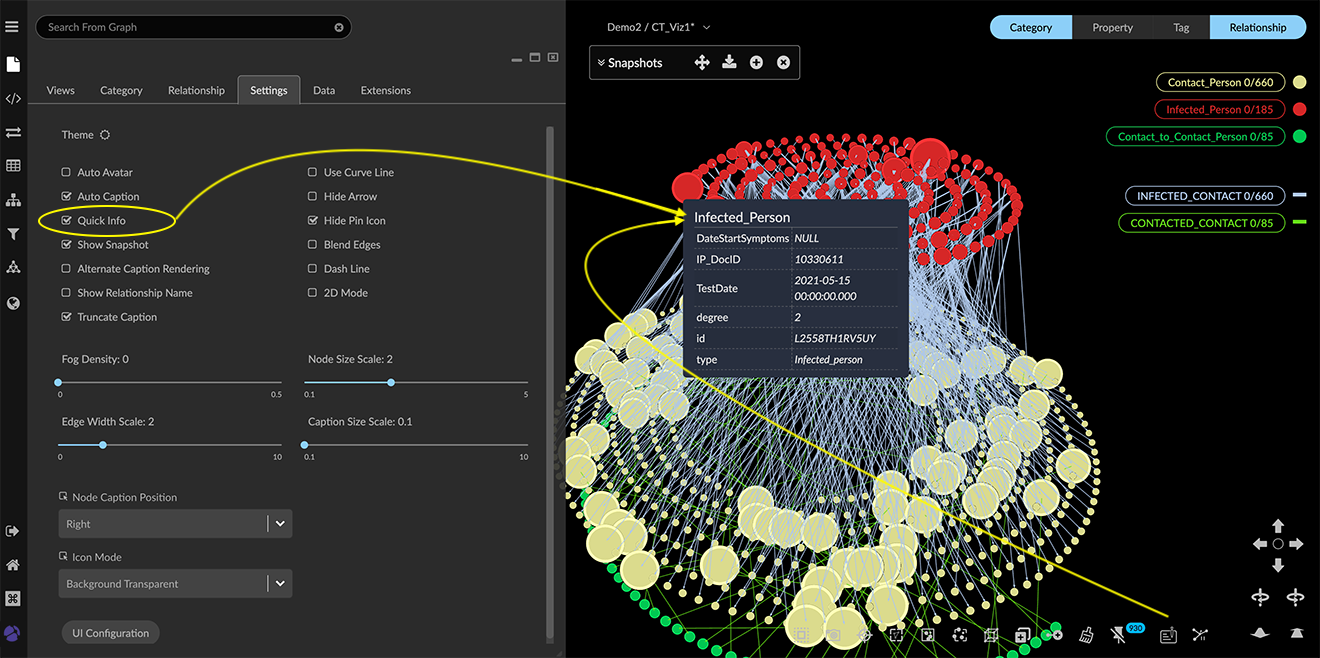 Search From Graph
Views Category Relationship Settings Data Extensions
Theme
Auto Avatar
Auto Caption
Quick Info
Show Snapshot
Alternate Caption Rendering
Show Relationship Name
Truncate Caption
Use Curve Line
Hide Arrow
Hide Pin Icon
Blend Edges
Dash Line
2D Mode
Fog Density: 0
0 0.5
Node Size Scale: 2
0.1 5
Edge Width Scale: 2
0 10
Caption Size Scale: 0.1
0.1 10
Node Caption Position
Right
Icon Mode
Background Transparent
UI Configuration
Demo2 / CT_Viz1*
Snapshots
Category Property Tag Relationship
Contact_Person 0/660
Infected_Person 0/185
Contact_to_Contact_Person 0/85
INFECTED_CONTACT 0/660
CONTACTED_CONTACT 0/85
Infected_Person
DateStartSymptoms NULL
IP_DocID 10330611
TestDate 2021-05-15
00:00:00.000
degree 2
id L2558TH1RV5UY
type Infected_person
930